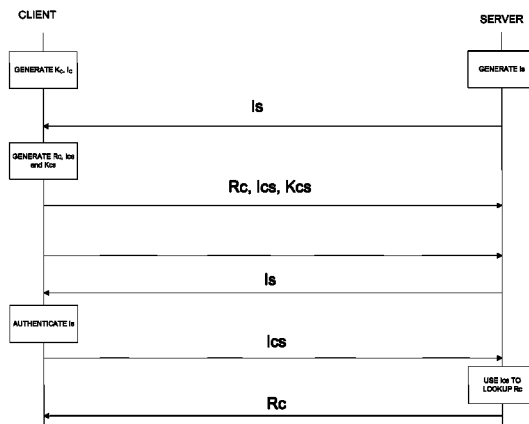 CLIENT
SERVER
GENERATE Kc, Ic
GENERATE Is
Is
GENERATE Rc, Ics
and Kcs
Rc, Ics, Kcs
Is
AUTHENTICATE Is
Ics
USE Ics TO
LOOKUP Rc
Rc